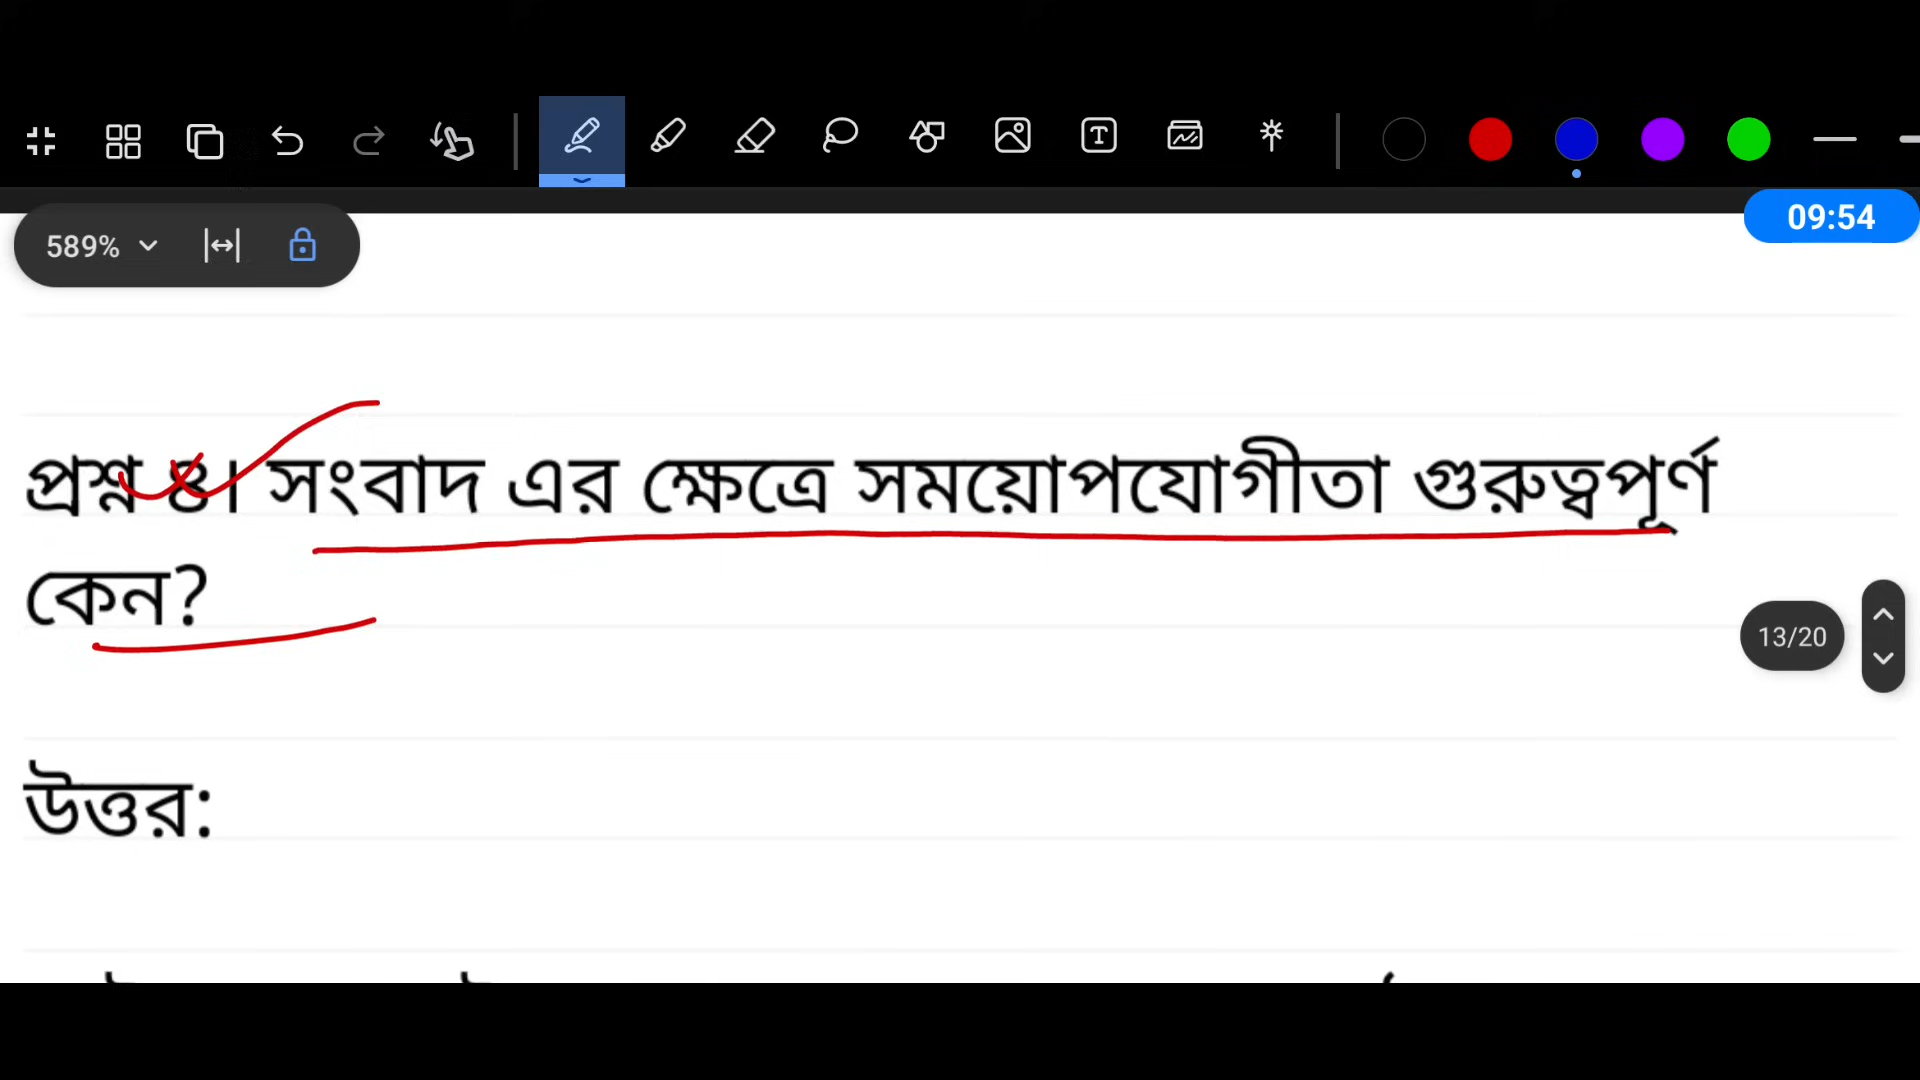 589%
09:54
প্রশ্ন ৪। সংবাদ এর ক্ষেত্রে সময়োপযোগীতা গুরুত্বপূর্ণ
কেন?
13/20
উত্তর: